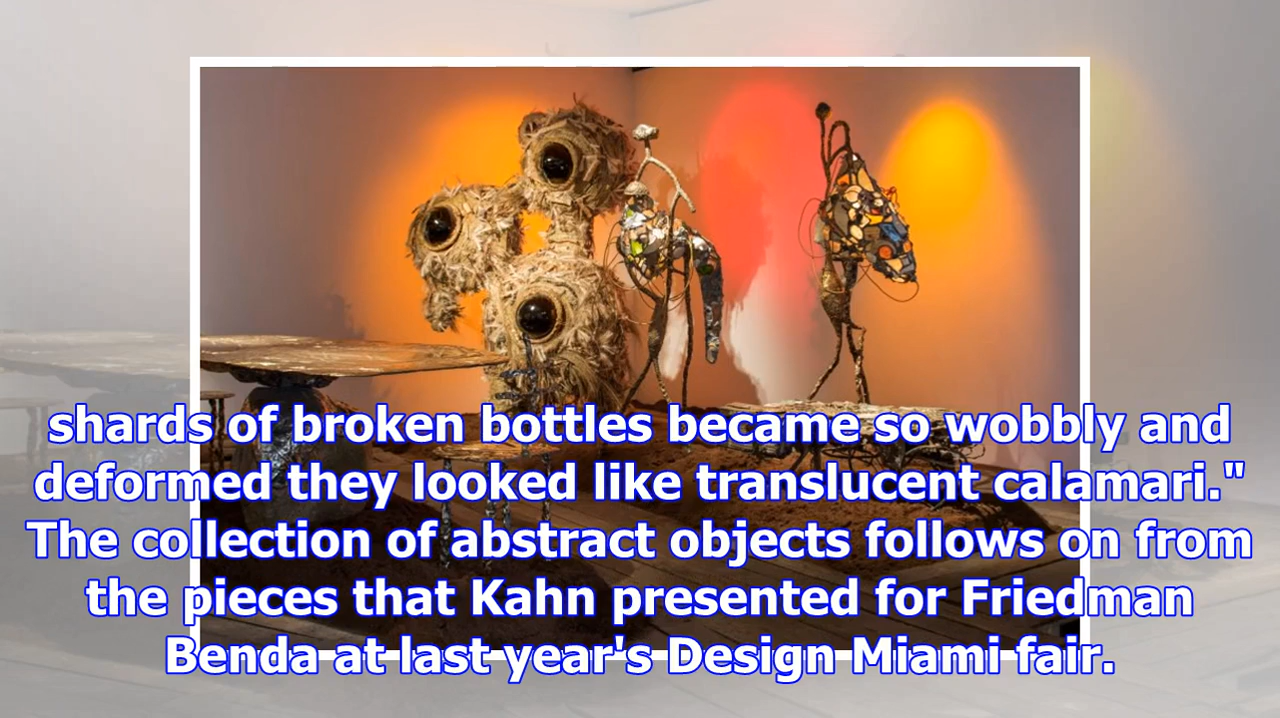 shards of broken bottles became so wobbly and
deformed they looked like translucent calamari."
The collection of abstract objects follows on from
the pieces that Kahn presented for Friedman
Benda at last year's Design Miami fair.